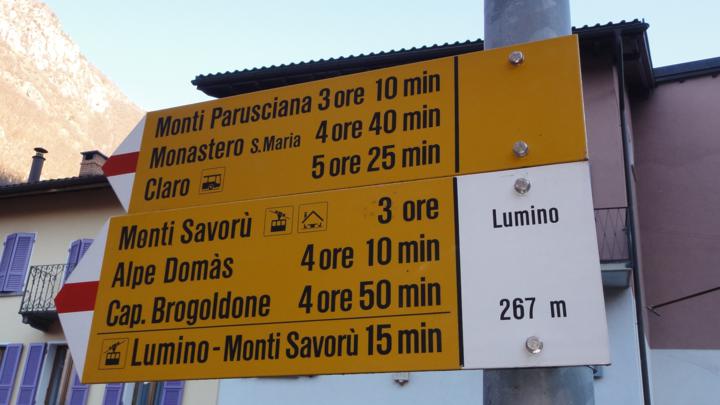 Monti Parusciana 3 ore 10 min
Monastero S. Maria 4 ore 40 min
Claro 5 ore 25 min
Monti Savorù 3 ore
Alpe Domàs 4 ore 10 min
Cap. Brogoldone 4 ore 50 min
Lumino - Monti Savorù 15 min
Lumino
267 m